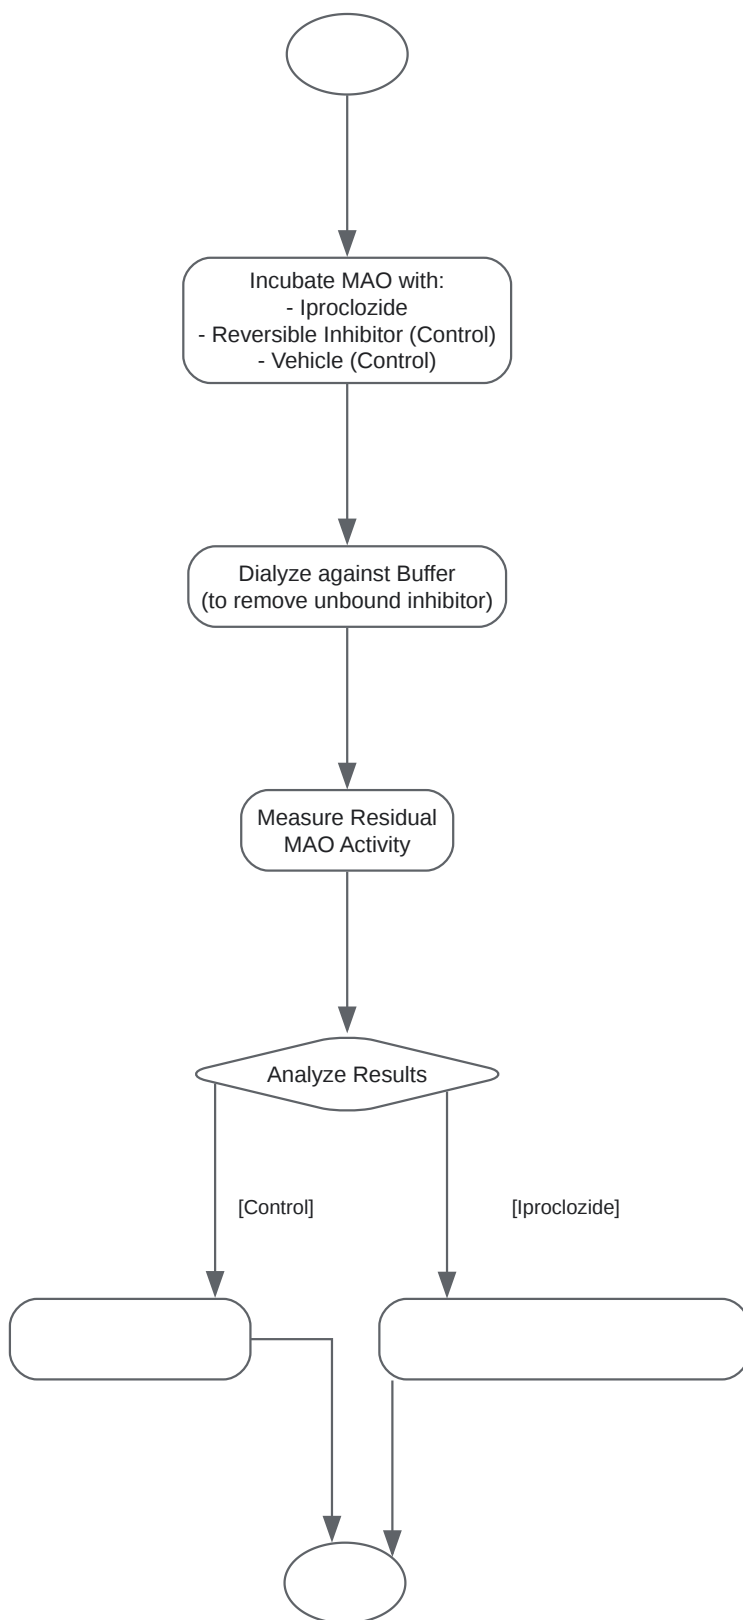 Incubate MAO with:
- Iproclozide
- Reversible Inhibitor (Control)
- Vehicle (Control)
Dialyze against Buffer
(to remove unbound inhibitor)
Measure Residual
MAO Activity
Analyze Results
[Control]
[Iproclozide]